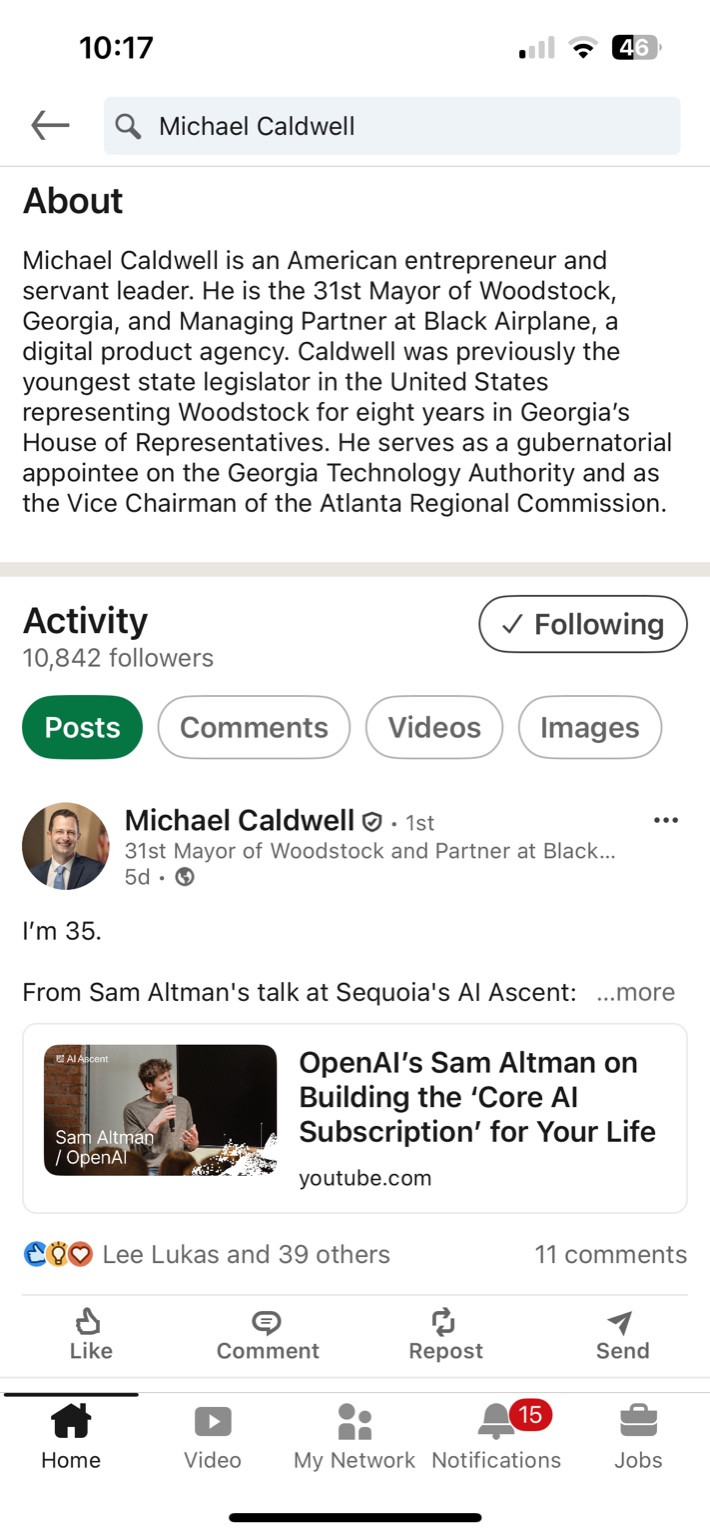 10:17
46
Michael Caldwell
About
Michael Caldwell is an American entrepreneur and
servant leader. He is the 31st Mayor of Woodstock,
Georgia, and Managing Partner at Black Airplane, a
digital product agency. Caldwell was previously the
youngest state legislator in the United States
representing Woodstock for eight years in Georgia’s
House of Representatives. He serves as a gubernatorial
appointee on the Georgia Technology Authority and as
the Vice Chairman of the Atlanta Regional Commission.
Activity
Following
10,842 followers
Posts
Comments
Videos
Images
Michael Caldwell • 1st
31st Mayor of Woodstock and Partner at Black...
5d •
I’m 35.
From Sam Altman's talk at Sequoia's AI Ascent: ...more
AI Ascent
Sam Altman
/ OpenAI
OpenAI’s Sam Altman on
Building the ‘Core AI
Subscription’ for Your Life
youtube.com
Lee Lukas and 39 others
11 comments
Like
Comment
Repost
Send
15
Home
Video
My Network
Notifications
Jobs